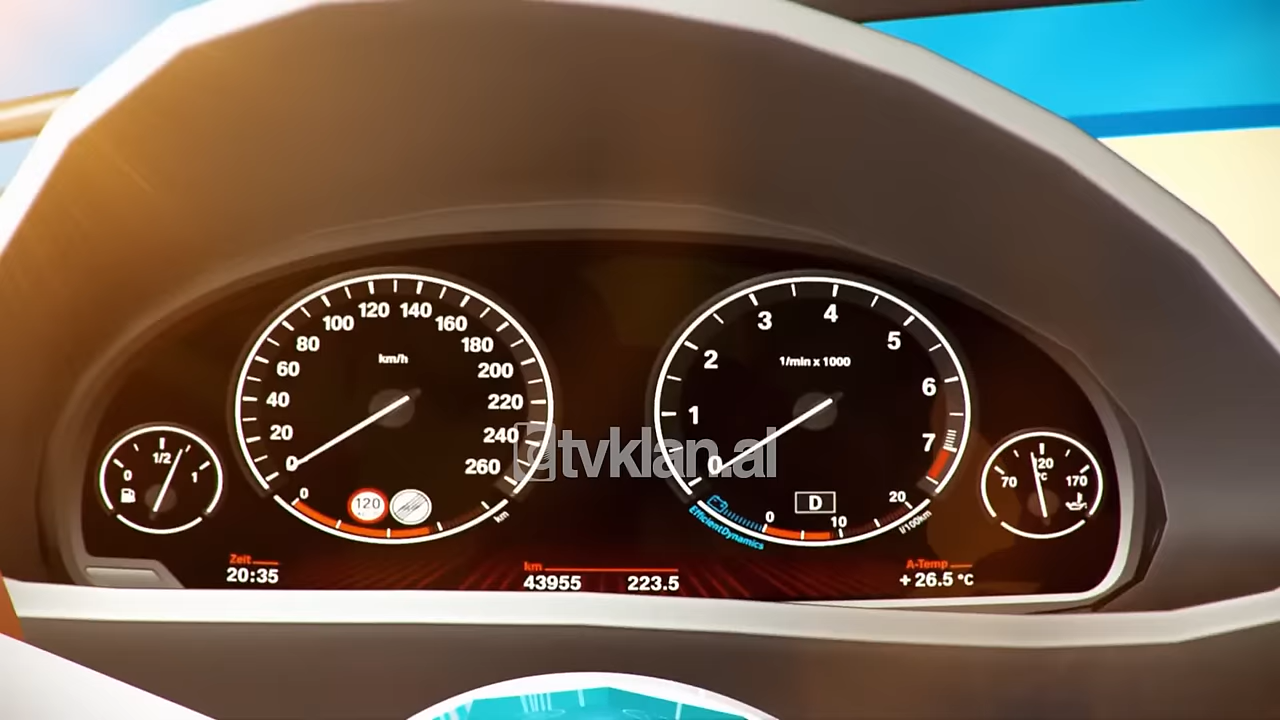 0
20
40
60
80
100
120
140
160
180
200
220
240
260
km/h
0
1/2
1
120
0
km
0
1
2
3
4
5
6
7
1/min x 1000
D
0
10
20
l/100km
EfficientDynamics
70
120
170
°C
tvklan.al
Zeit
20:35
km
43955 223.5
A-Temp
+ 26.5 °C